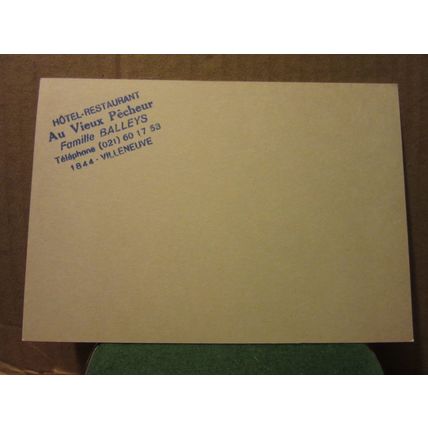 HÔTEL-RESTAURANT
Au Vieux Pêcheur
Famille BALLEYS
Téléphone (021) 60 17 53
1844 - VILLENEUVE